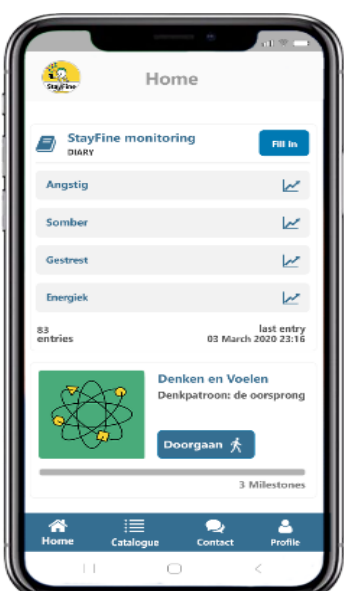 StayFine
Home
StayFine monitoring
DIARY
Fill In
Angstig
Somber
Gestrest
Energiek
83
entries
last entry
03 March 2020 23:16
Denken en Voelen
Denkpatroon: de oorsprong
Doorgaan
3 Milestones
Home
Catalogue
Contact
Profile